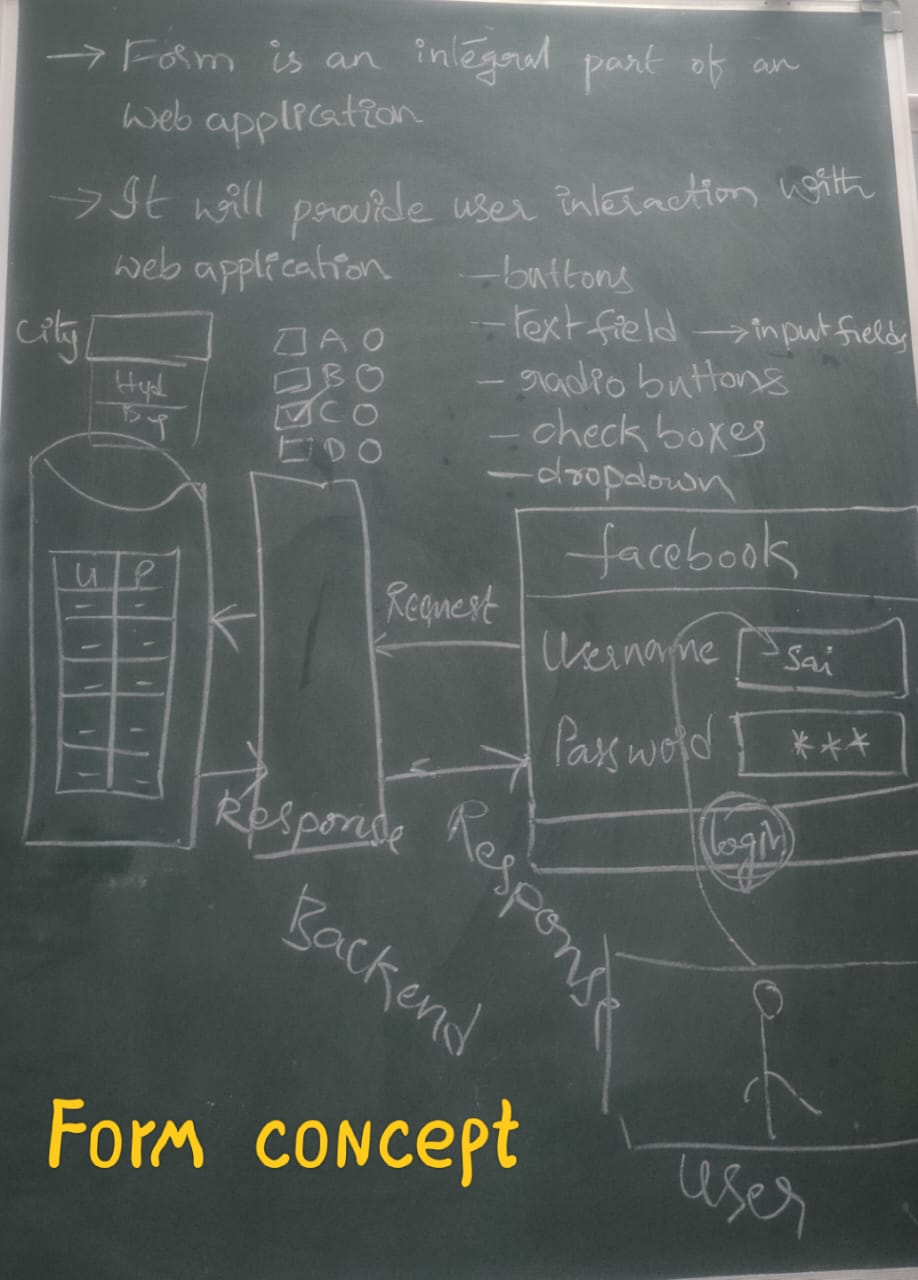 → Form is an integral part of an
web application
→ It will provide user interaction with
web application
- buttons
- text field → input fields
- radio buttons
- check boxes
- dropdown
City
Hyd
A
B
C
D
U P
Request
Response
Response
Backend
facebook
Username Sai
Password ***
login
User
Form concept